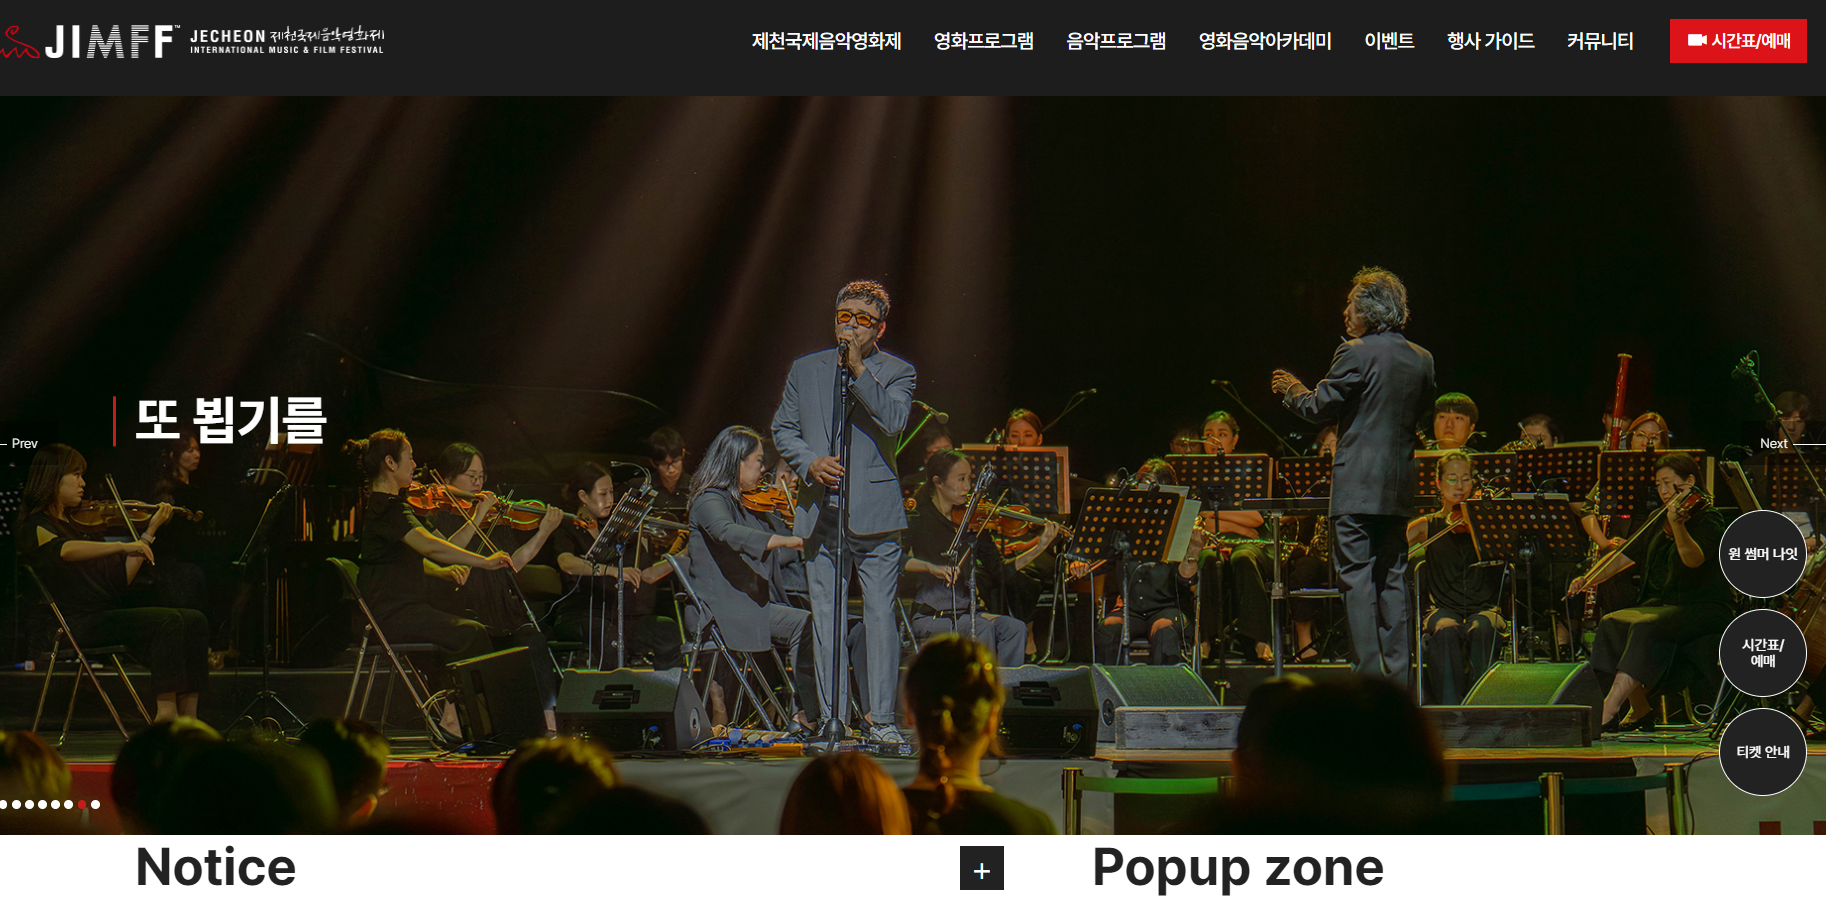 JIMFF™
JECHEON 제천국제음악영화제
INTERNATIONAL MUSIC & FILM FESTIVAL
제천국제음악영화제 영화프로그램 음악프로그램 영화음악아카데미 이벤트 행사 가이드 커뮤니티 시간표/예매
또 뵙기를
Prev
Next
원 썸머 나잇
시간표/
예매
티켓 안내
Notice
+
Popup zone